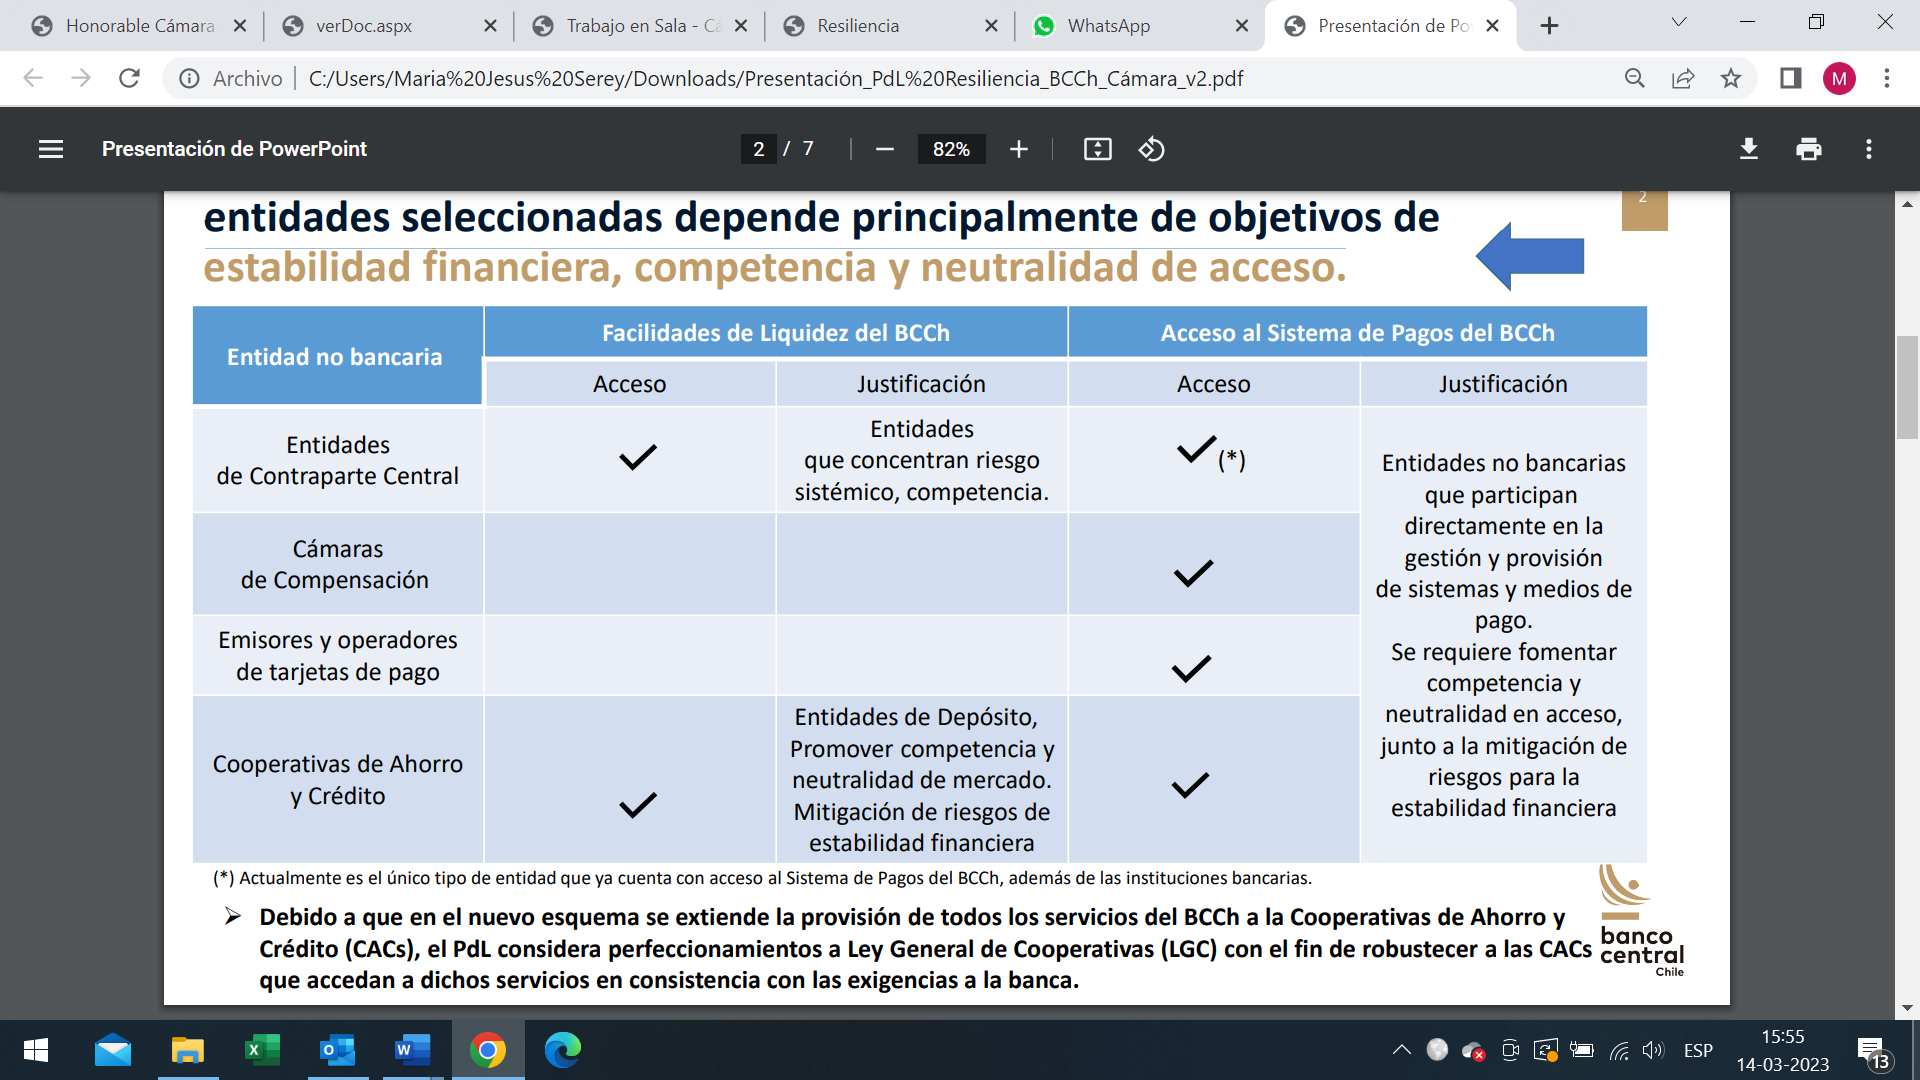 Honorable Cámara
verDoc.aspx
Trabajo en Sala - Cá
Resiliencia
WhatsApp
Presentación de Po
Archivo
C:/Users/Maria%20Jesus%20Serey/Downloads/Presentación_PdL%20Resiliencia_BCCh_Cámara_v2.pdf
M
Presentación de PowerPoint
2 / 7
82%
2
entidades seleccionadas depende principalmente de objetivos de
estabilidad financiera, competencia y neutralidad de acceso.
Entidad no bancaria
Facilidades de Liquidez del BCCh
Acceso al Sistema de Pagos del BCCh
Acceso
Justificación
Acceso
Justificación
Entidades
de Contraparte Central
✓
Entidades
que concentran riesgo
sistémico, competencia.
✓ (*)
Entidades no bancarias
que participan
directamente en la
gestión y provisión
de sistemas y medios de
pago.
Se requiere fomentar
competencia y
neutralidad en acceso,
junto a la mitigación de
riesgos para la
estabilidad financiera
Cámaras
de Compensación
✓
Emisores y operadores
de tarjetas de pago
✓
Cooperativas de Ahorro
y Crédito
✓
Entidades de Depósito,
Promover competencia y
neutralidad de mercado.
Mitigación de riesgos de
estabilidad financiera
✓
(*) Actualmente es el único tipo de entidad que ya cuenta con acceso al Sistema de Pagos del BCCh, además de las instituciones bancarias.
➢ Debido a que en el nuevo esquema se extiende la provisión de todos los servicios del BCCh a la Cooperativas de Ahorro y
Crédito (CACs), el PdL considera perfeccionamientos a Ley General de Cooperativas (LGC) con el fin de robustecer a las CACs
que accedan a dichos servicios en consistencia con las exigencias a la banca.
banco
central
Chile
ESP
15:55
14-03-2023
13